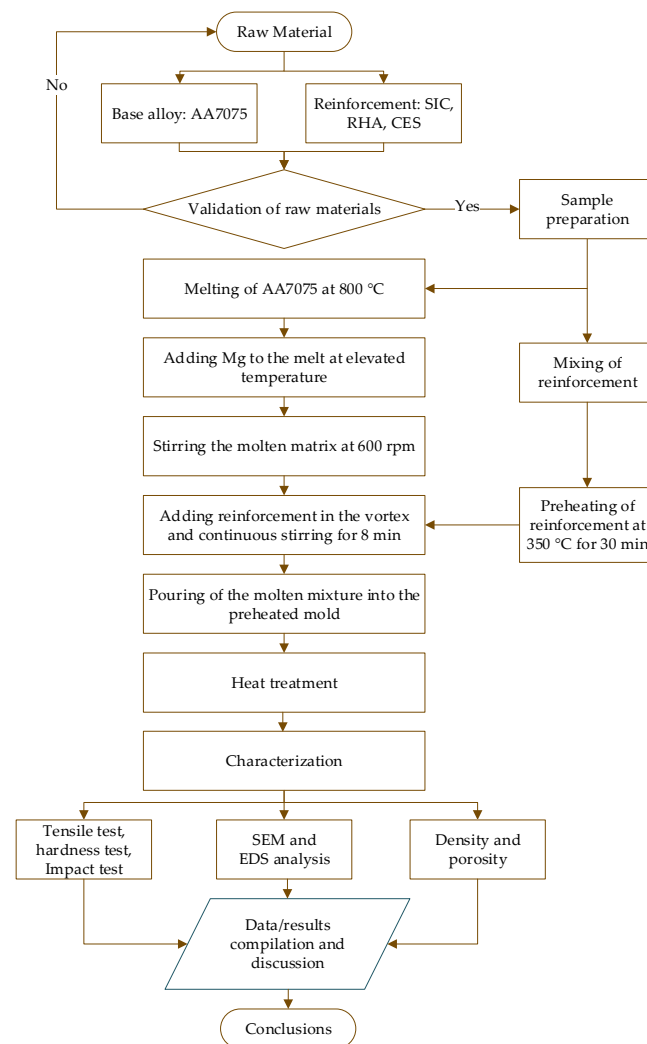 Raw Material
No
Base alloy: AA7075
Reinforcement: SIC,
RHA, CES
Validation of raw materials
Yes
Sample
preparation
Melting of AA7075 at 800 °C
Adding Mg to the melt at elevated
temperature
Mixing of
reinforcement
Stirring the molten matrix at 600 rpm
Adding reinforcement in the vortex
and continuous stirring for 8 min
Preheating of
reinforcement at
350 °C for 30 min
Pouring of the molten mixture into the
preheated mold
Heat treatment
Characterization
Tensile test,
hardness test,
Impact test
SEM and
EDS analysis
Density and
porosity
Data/results
compilation and
discussion
Conclusions